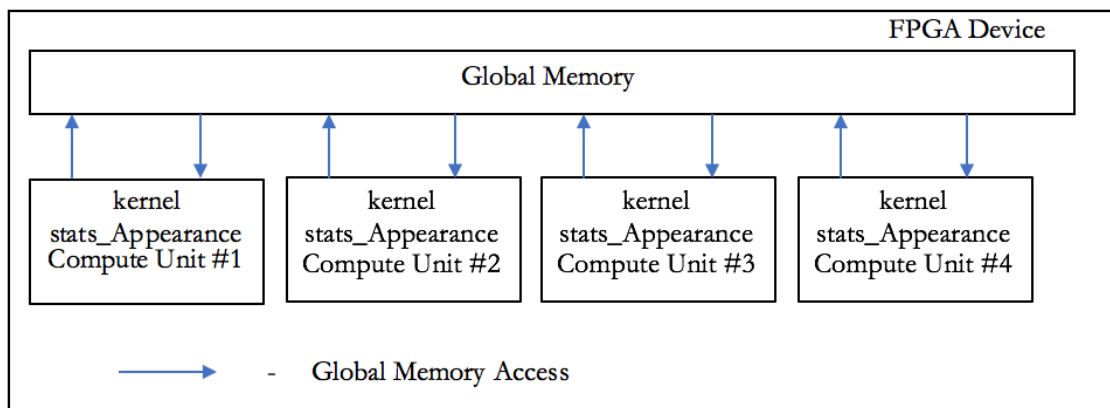 FPGA Device
Global Memory
kernel
stats_Appearance
Compute Unit #1
kernel
stats_Appearance
Compute Unit #2
kernel
stats_Appearance
Compute Unit #3
kernel
stats_Appearance
Compute Unit #4
- Global Memory Access